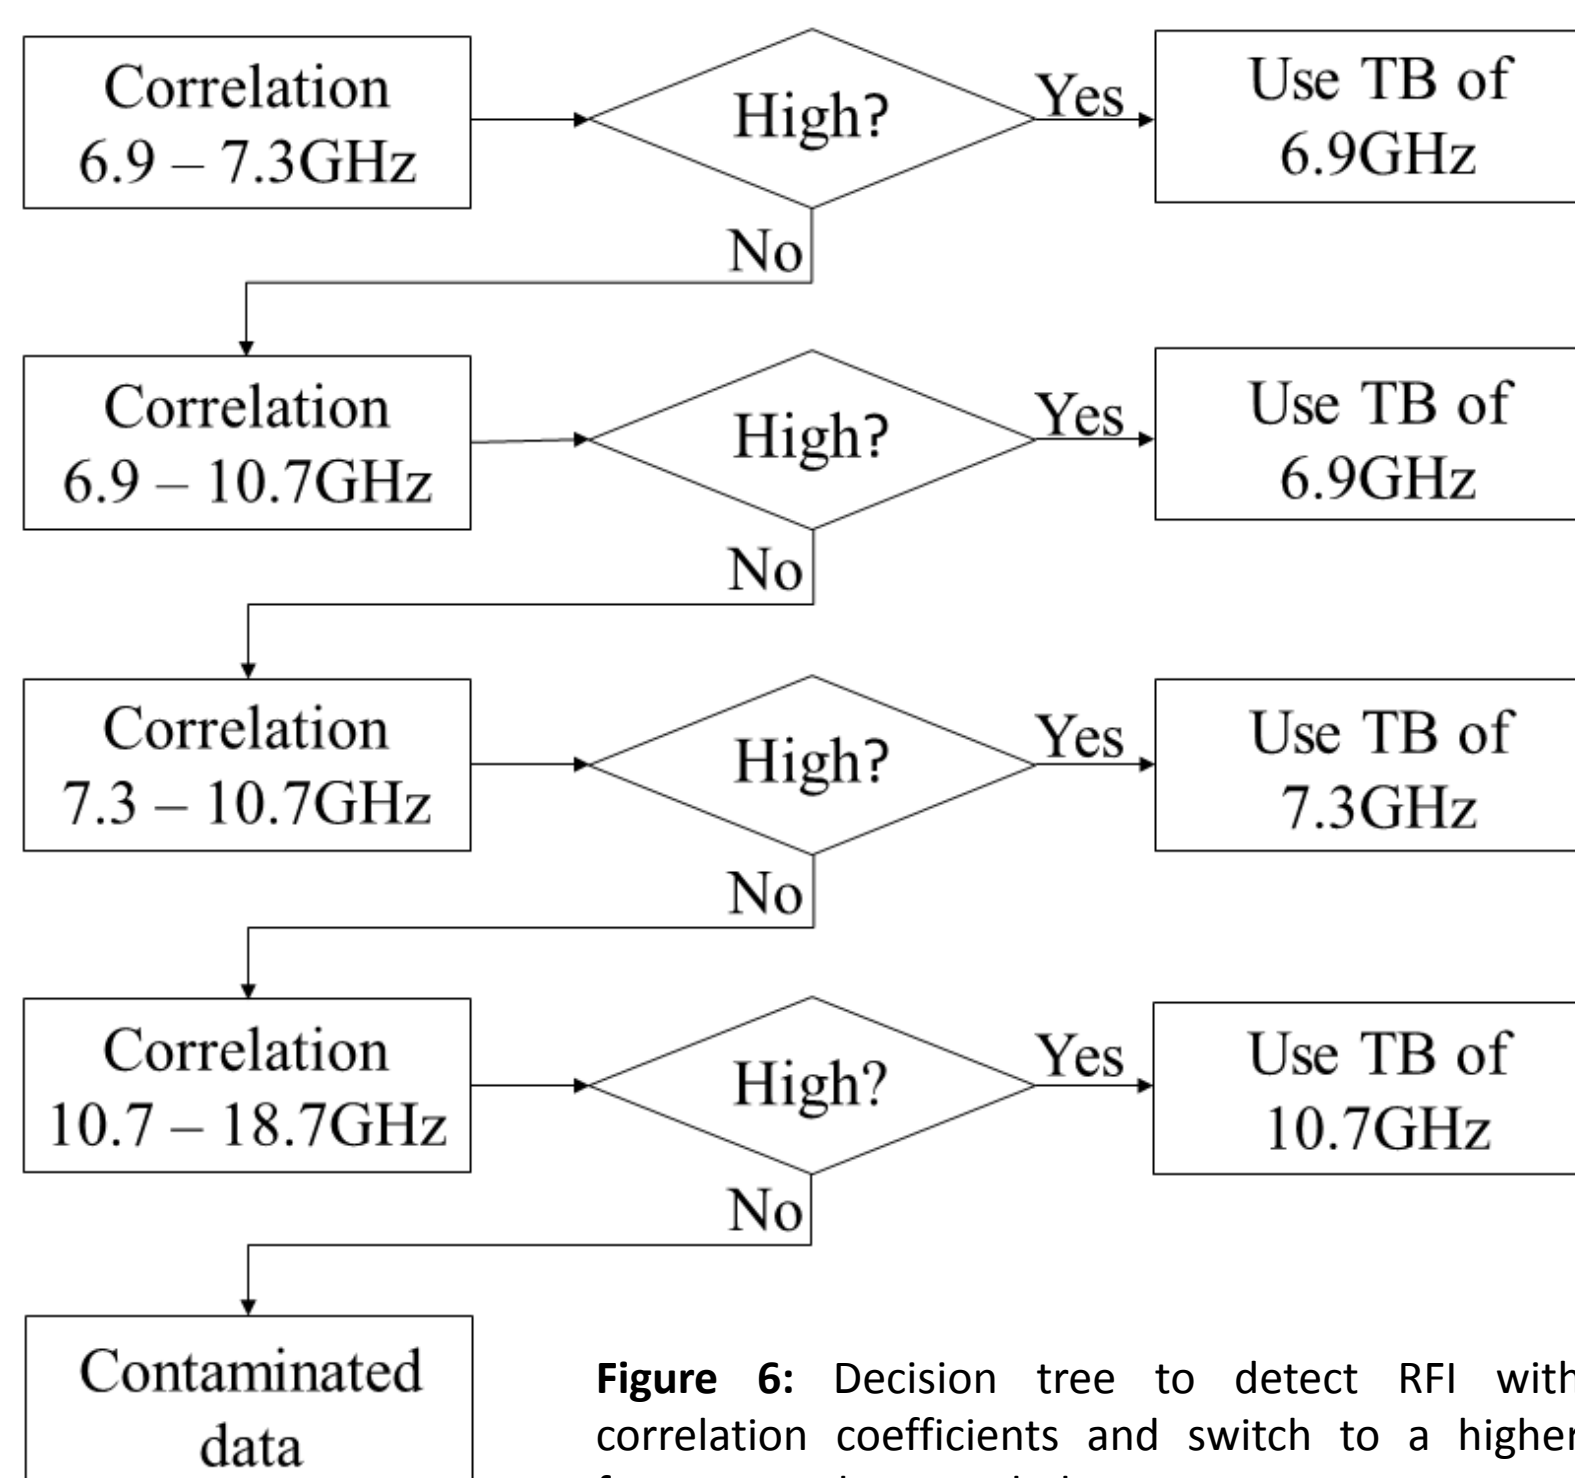 Correlation
6.9 – 7.3GHz
High?
Yes
Use TB of
6.9GHz
No
Correlation
6.9 – 10.7GHz
High?
Yes
Use TB of
6.9GHz
No
Correlation
7.3 – 10.7GHz
High?
Yes
Use TB of
7.3GHz
No
Correlation
10.7 – 18.7GHz
High?
Yes
Use TB of
10.7GHz
No
Contaminated
data
Figure 6: Decision tree to detect RFI with
correlation coefficients and switch to a higher